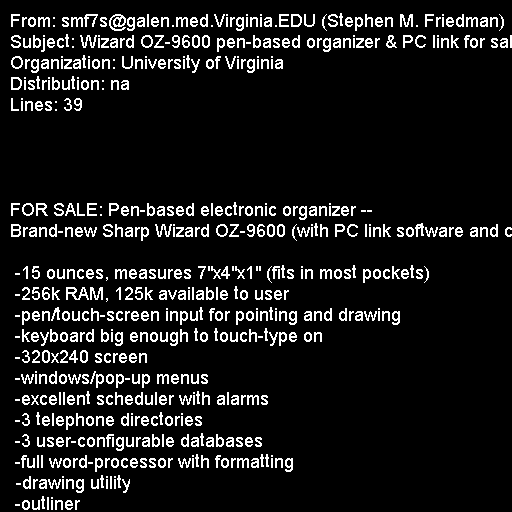 From: smf7s@galen.med.Virginia.EDU (Stephen M. Friedman)
Subject: Wizard OZ-9600 pen-based organizer & PC link for sal
Organization: University of Virginia
Distribution: na
Lines: 39
FOR SALE: Pen-based electronic organizer --
Brand-new Sharp Wizard OZ-9600 (with PC link software and c
-15 ounces, measures 7"x4"x1" (fits in most pockets)
-256k RAM, 125k available to user
-pen/touch-screen input for pointing and drawing
-keyboard big enough to touch-type on
-320x240 screen
-windows/pop-up menus
-excellent scheduler with alarms
-3 telephone directories
-3 user-configurable databases
-full word-processor with formatting
-drawing utility
-outliner